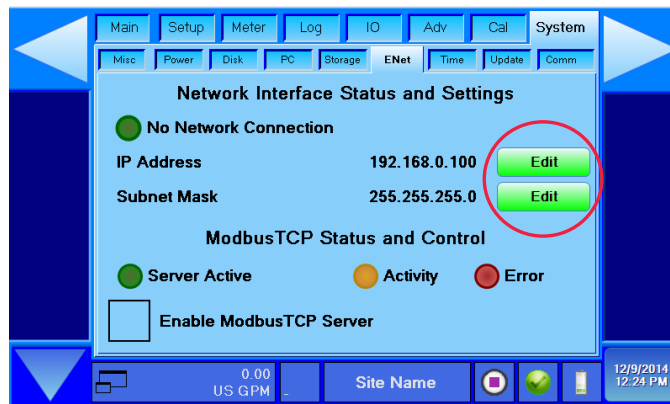 Main Setup Meter Log IO Adv Cal System
Misc Power Disk PC Storage ENet Time Update Comm
Network Interface Status and Settings
No Network Connection
IP Address 192.168.0.100 Edit
Subnet Mask 255.255.255.0 Edit
ModbusTCP Status and Control
Server Active Activity Error
Enable ModbusTCP Server
0.00
US GPM - Site Name
12/9/2014
12:24 PM